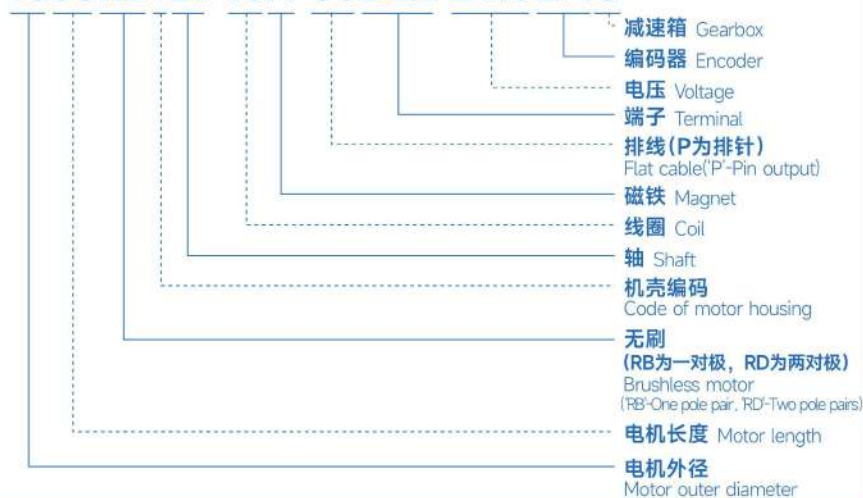 减速箱 Gearbox
编码器 Encoder
电压 Voltage
端子 Terminal
排线(P为排针)
Flat cable('P'-Pin output)
磁铁 Magnet
线圈 Coil
轴 Shaft
机壳编码
Code of motor housing
无刷
(RB为一对极，RD为两对极)
Brushless motor
('RB'-One pole pair, 'RD'-Two pole pairs)
电机长度 Motor length
电机外径
Motor outer diameter